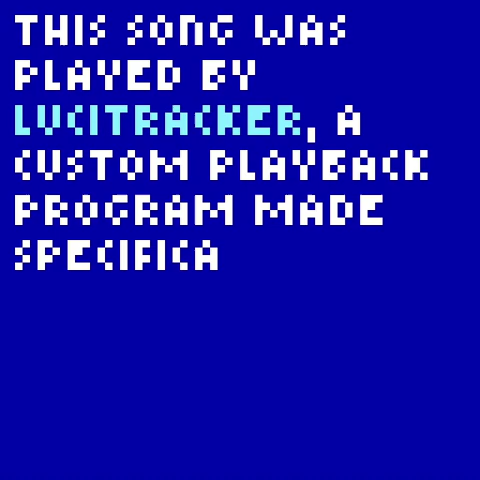 THIS SONG WAS
PLAYED BY
LUCITRACKER, A
CUSTOM PLAYBACK
PROGRAM MADE
SPECIFICA